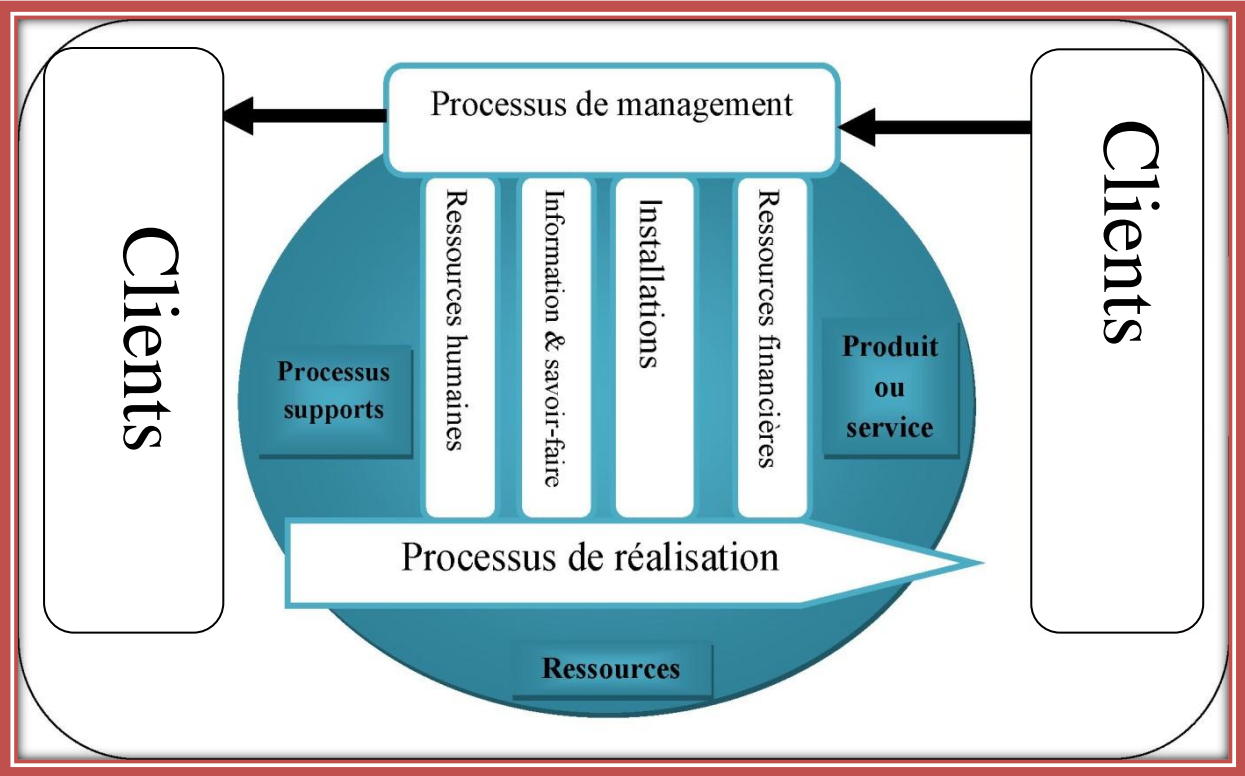 Processus de management
Clients
Clients
Ressources humaines
Information & savoir-faire
Installations
Ressources financières
Processus
supports
Produit
ou
service
Processus de réalisation
Ressources